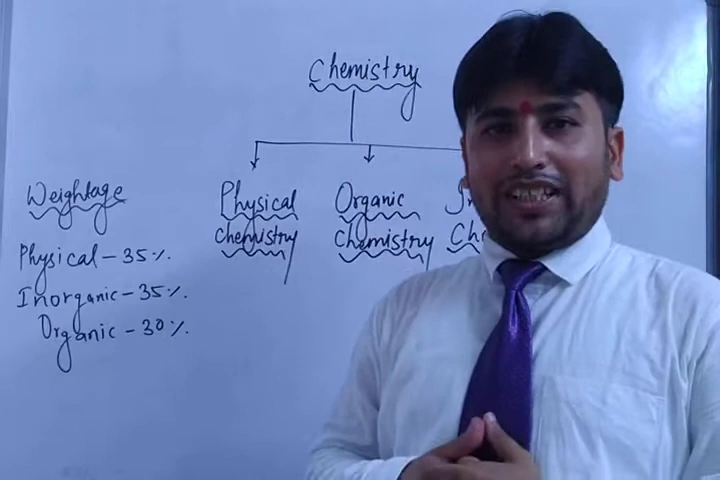 Chemistry
Physical
Chemistry
Organic
Chemistry
Weightage
Physical - 35%.
Inorganic - 35%.
Organic - 30%.